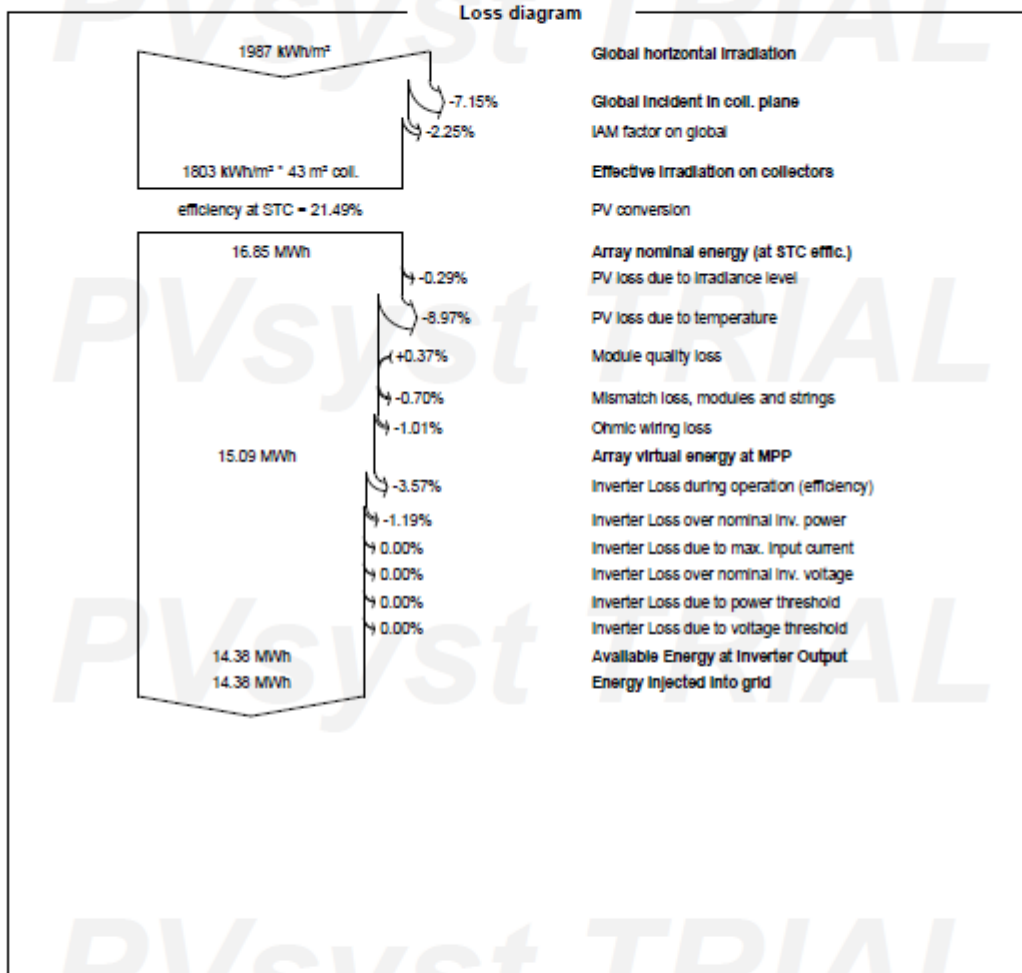 Loss diagram
1987 kWh/m² Global horizontal irradiation
-7.15% Global incident in coll. plane
-2.25% IAM factor on global
1803 kWh/m² * 43 m² coll. Effective irradiation on collectors
efficiency at STC = 21.49% PV conversion
16.85 MWh Array nominal energy (at STC effic.)
-0.29% PV loss due to irradiance level
-8.97% PV loss due to temperature
+0.37% Module quality loss
-0.70% Mismatch loss, modules and strings
-1.01% Ohmic wiring loss
15.09 MWh Array virtual energy at MPP
-3.57% Inverter Loss during operation (efficiency)
-1.19% Inverter Loss over nominal inv. power
0.00% Inverter Loss due to max. input current
0.00% Inverter Loss over nominal inv. voltage
0.00% Inverter Loss due to power threshold
0.00% Inverter Loss due to voltage threshold
14.38 MWh Available Energy at Inverter Output
14.38 MWh Energy injected into grid
PVsyst TRIAL
PVsyst TRIAL
PVsyst TRIAL
PVsyst TRIAL